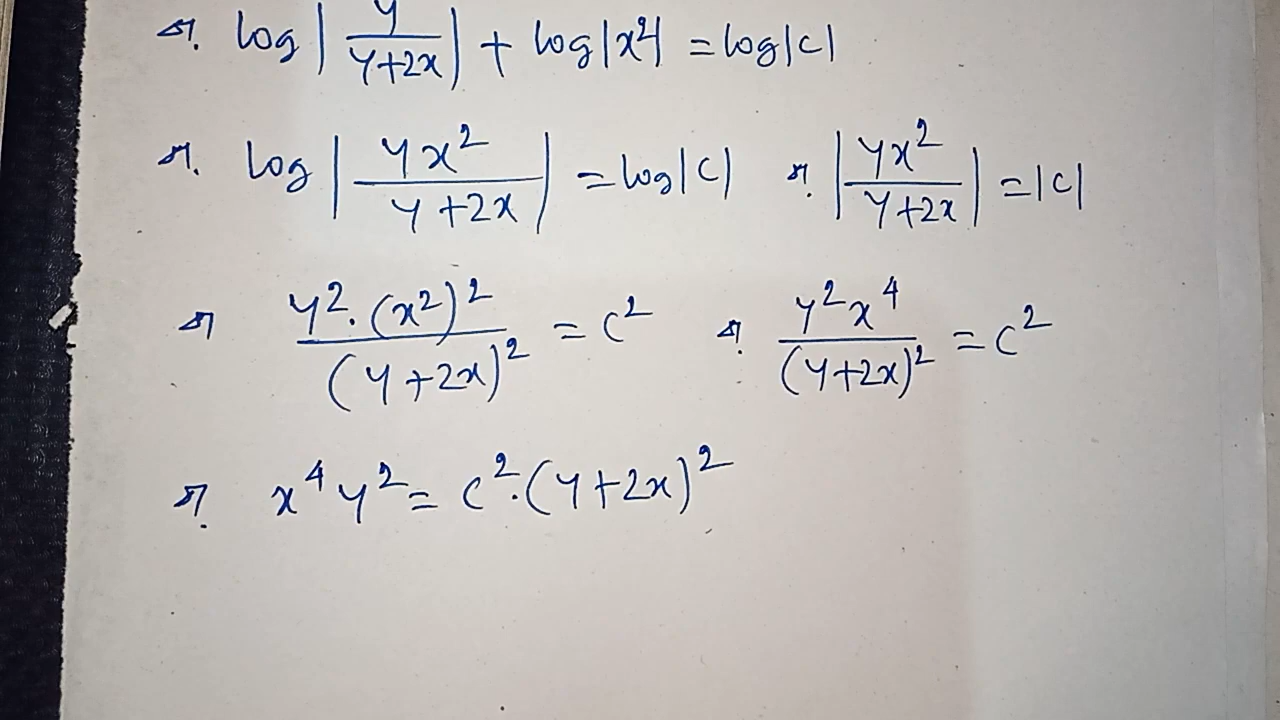 বা, log|y/(y+2x)| + log|x²| = log|c|
বা, log|yx²/(y+2x)| = log|c| বা, |yx²/(y+2x)| = |c|
বা y²·(x²)²/(y+2x)² = c² বা, y²x⁴/(y+2x)² = c²
বা, x⁴y² = c²·(y+2x)²